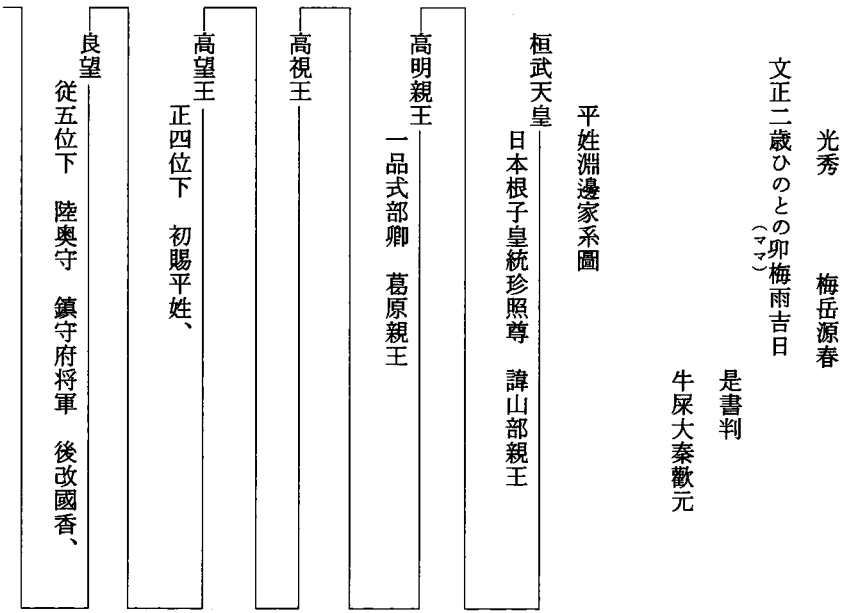 光秀　梅岳源春
文正二歳ひのとの卯梅雨吉日
（ママ）
是書判
牛屎大秦歡元
平姓淵邊家系圖
桓武天皇
日本根子皇統珍照尊　諱山部親王
高明親王
一品式部卿　葛原親王
高視王
高望王
正四位下　初賜平姓、
良望
従五位下　陸奥守　鎮守府将軍　後改國香、